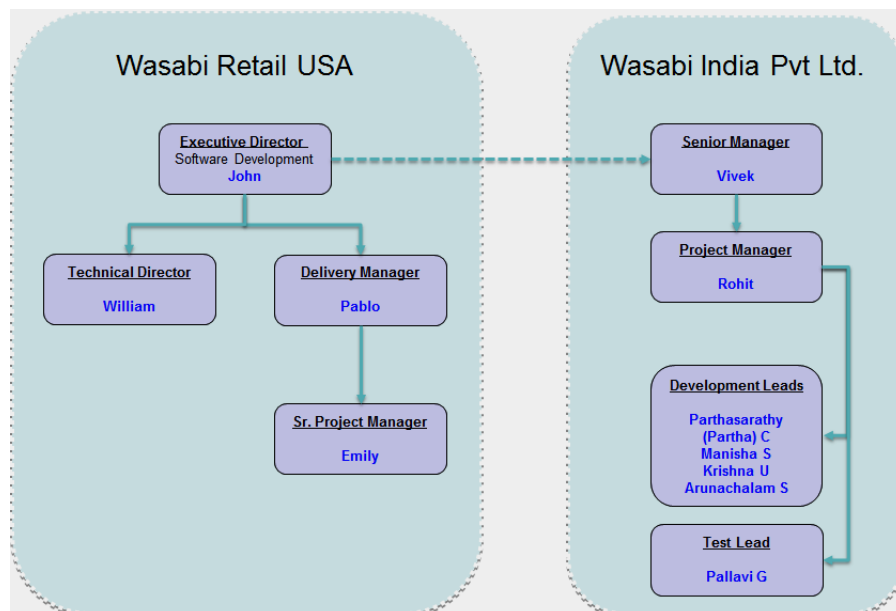 Wasabi Retail USA
Executive Director
Software Development
John
Technical Director
William
Delivery Manager
Pablo
Sr. Project Manager
Emily
Wasabi India Pvt Ltd.
Senior Manager
Vivek
Project Manager
Rohit
Development Leads
Parthasarathy
(Partha) C
Manisha S
Krishna U
Arunachalam S
Test Lead
Pallavi G